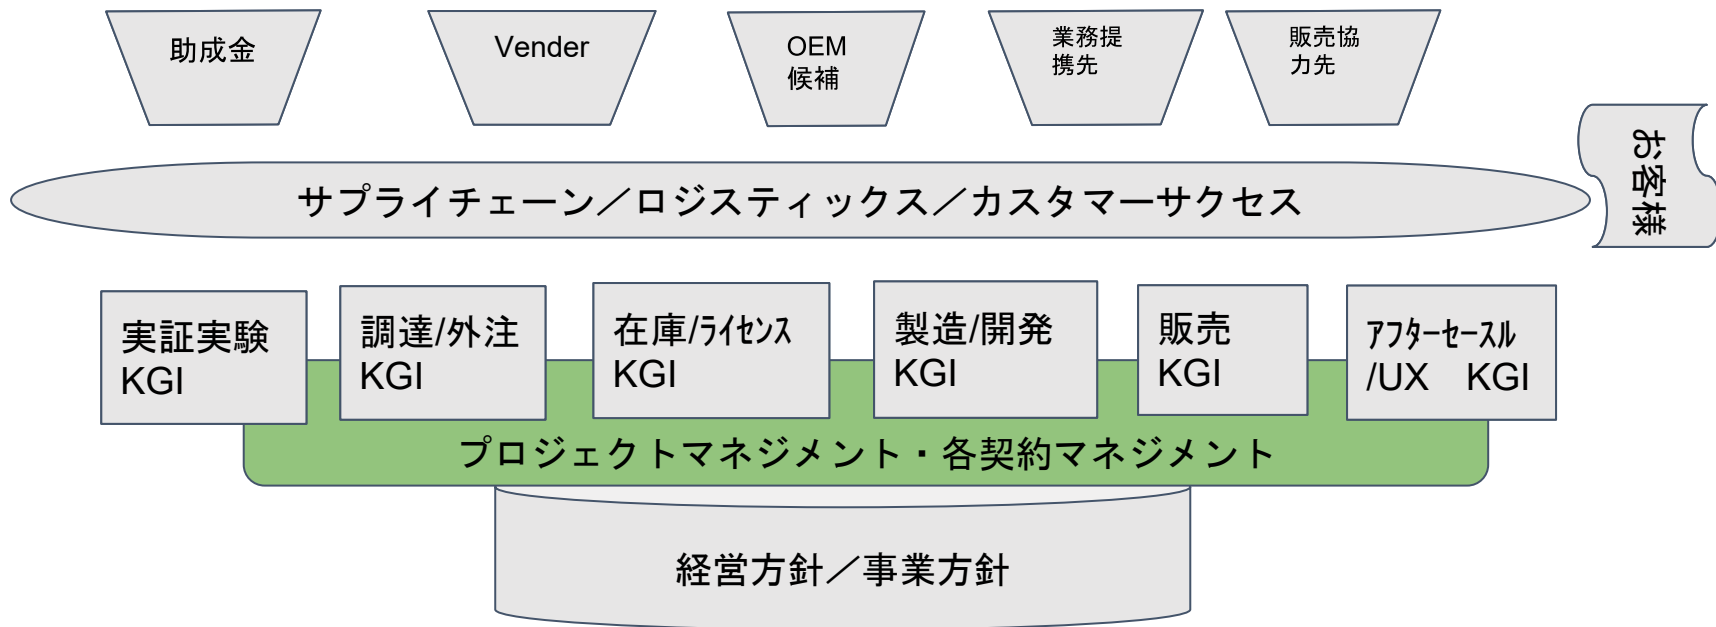 助成金
Vender
OEM
候補
業務提
携先
販売協
力先
お客様
サプライチェーン／ロジスティックス／カスタマーサクセス
実証実験
KGI
調達/外注
KGI
在庫/ﾗｲｾﾝｽ
KGI
製造/開発
KGI
販売
KGI
ｱﾌﾀｰｾｰｽﾙ
/UX　KGI
プロジェクトマネジメント・各契約マネジメント
経営方針／事業方針